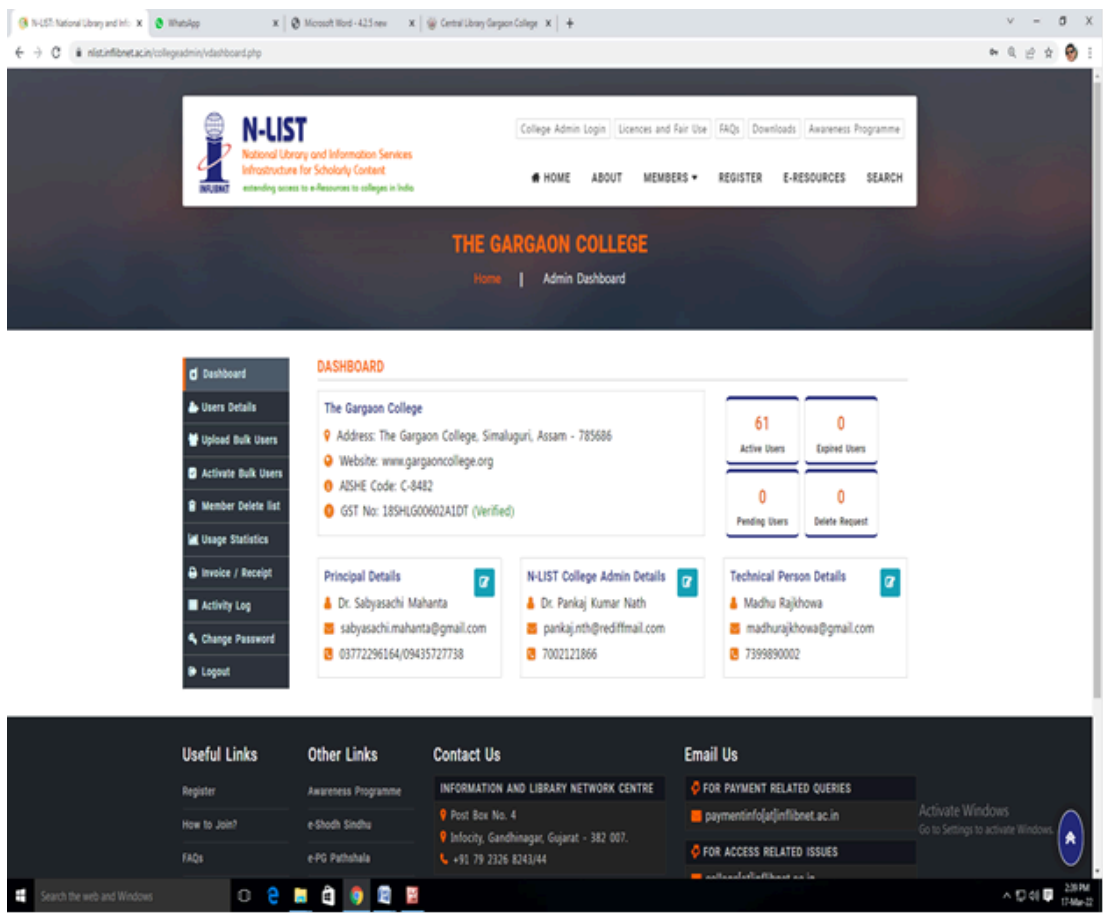 N-LIST: National Library and Info
WhatsApp
Microsoft Word - 4.2.5 new
Central Library Gargaon College
nlist.inflibnet.ac.in/collegeadmin/vdashboard.php
INFLIBNET
N-LIST
National Library and Information Services
Infrastructure for Scholarly Content
extending access to e-Resources to colleges in India
College Admin Login
Licences and Fair Use
FAQs
Downloads
Awareness Programme
HOME
ABOUT
MEMBERS
REGISTER
E-RESOURCES
SEARCH
THE GARGAON COLLEGE
Home | Admin Dashboard
Dashboard
Users Details
Upload Bulk Users
Activate Bulk Users
Member Delete list
Usage Statistics
Invoice / Receipt
Activity Log
Change Password
Logout
DASHBOARD
The Gargaon College
Address: The Gargaon College, Simaluguri, Assam - 785686
Website: www.gargaoncollege.org
AISHE Code: C-8482
GST No: 18SHLG00602A1DT (Verified)
61
Active Users
0
Expired Users
0
Pending Users
0
Delete Request
Principal Details
Dr. Sabyasachi Mahanta
sabyasachi.mahanta@gmail.com
03772296164/09435727738
N-LIST College Admin Details
Dr. Pankaj Kumar Nath
pankaj.nth@rediffmail.com
7002121866
Technical Person Details
Madhu Rajkhowa
madhurajkhowa@gmail.com
7399890002
Useful Links
Register
How to Join?
FAQs
Other Links
Awareness Programme
e-Shodh Sindhu
e-PG Pathshala
Contact Us
INFORMATION AND LIBRARY NETWORK CENTRE
Post Box No. 4
Infocity, Gandhinagar, Gujarat - 382 007.
+91 79 2326 8243/44
Email Us
FOR PAYMENT RELATED QUERIES
paymentinfo[at]inflibnet.ac.in
FOR ACCESS RELATED ISSUES
Activate Windows
Go to Settings to activate Windows.
Search the web and Windows
2:39 PM
17-Mar-22